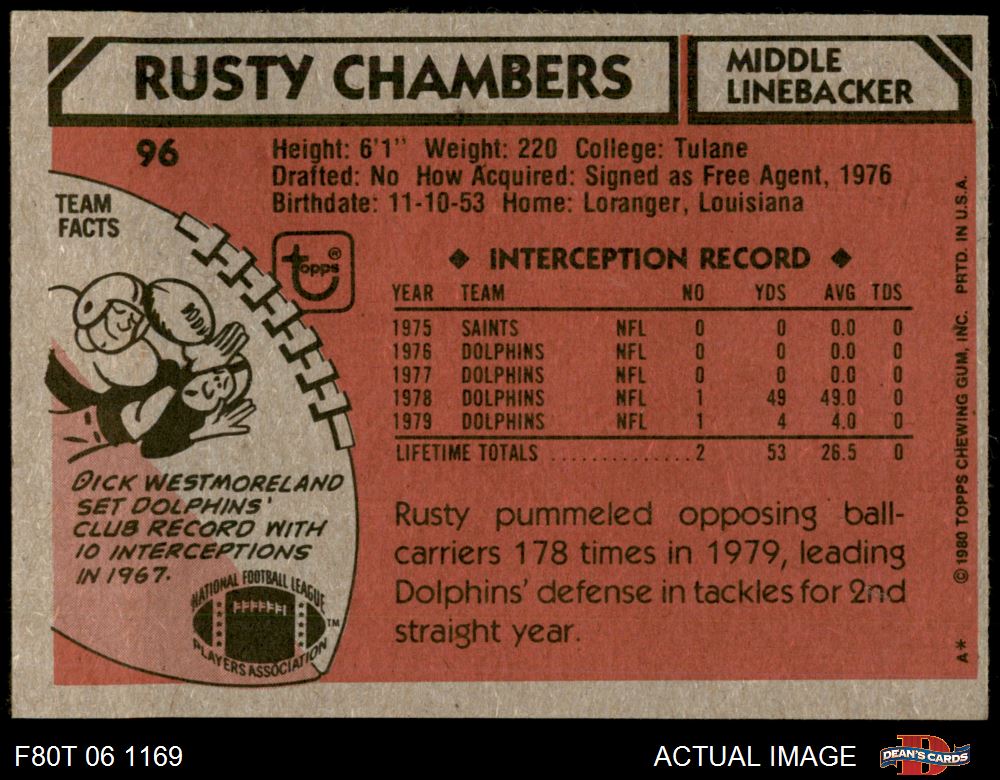 RUSTY CHAMBERS
MIDDLE
LINEBACKER
96
Height: 6'1" Weight: 220 College: Tulane
Drafted: No How Acquired: Signed as Free Agent, 1976
Birthdate: 11-10-53 Home: Loranger, Louisiana
TEAM
FACTS
topps®
◆ INTERCEPTION RECORD ◆
YEAR TEAM NO YDS AVG TDS
1975 SAINTS NFL 0 0 0.0 0
1976 DOLPHINS NFL 0 0 0.0 0
1977 DOLPHINS NFL 0 0 0.0 0
1978 DOLPHINS NFL 1 49 49.0 0
1979 DOLPHINS NFL 1 4 4.0 0
LIFETIME TOTALS ..............2 53 26.5 0
DICK WESTMORELAND
SET DOLPHINS'
CLUB RECORD WITH
10 INTERCEPTIONS
IN 1967.
NATIONAL FOOTBALL LEAGUE
PLAYERS ASSOCIATION
TM
Rusty pummeled opposing ball-
carriers 178 times in 1979, leading
Dolphins' defense in tackles for 2nd
straight year.
A* © 1980 TOPPS CHEWING GUM, INC. PRTD. IN U.S.A.
F80T 06 1169
ACTUAL IMAGE
DEAN'S CARDS